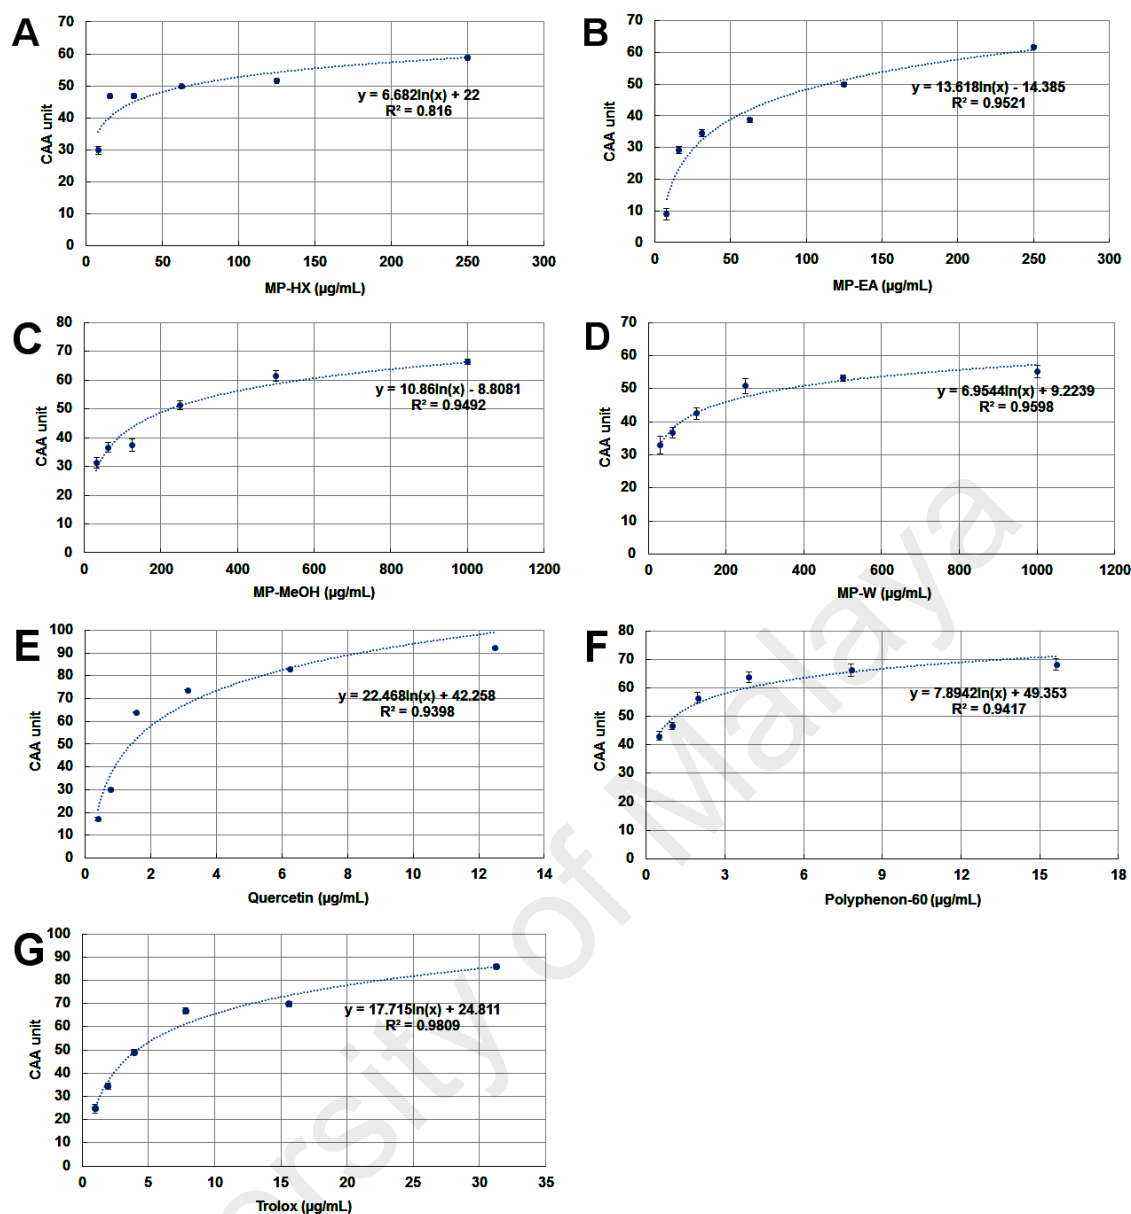 A
CAA unit
70
60
50
40
30
20
10
0
y = 6.682ln(x) + 22
R² = 0.816
0 50 100 150 200 250 300
MP-HX (µg/mL)
B
CAA unit
70
60
50
40
30
20
10
0
y = 13.618ln(x) - 14.385
R² = 0.9521
0 50 100 150 200 250 300
MP-EA (µg/mL)
C
CAA unit
80
70
60
50
40
30
20
10
0
y = 10.86ln(x) - 8.8081
R² = 0.9492
0 200 400 600 800 1000 1200
MP-MeOH (µg/mL)
D
CAA unit
70
60
50
40
30
20
10
0
y = 6.9544ln(x) + 9.2239
R² = 0.9598
0 200 400 600 800 1000 1200
MP-W (µg/mL)
E
CAA unit
100
90
80
70
60
50
40
30
20
10
0
y = 22.468ln(x) + 42.258
R² = 0.9398
0 2 4 6 8 10 12 14
Quercetin (µg/mL)
F
CAA unit
80
70
60
50
40
30
20
10
0
y = 7.8942ln(x) + 49.353
R² = 0.9417
0 3 6 9 12 15 18
Polyphenon-60 (µg/mL)
G
CAA unit
100
90
80
70
60
50
40
30
20
10
0
y = 17.715ln(x) + 24.811
R² = 0.9809
0 5 10 15 20 25 30 35
Trolox (µg/mL)
ersity of Malaya